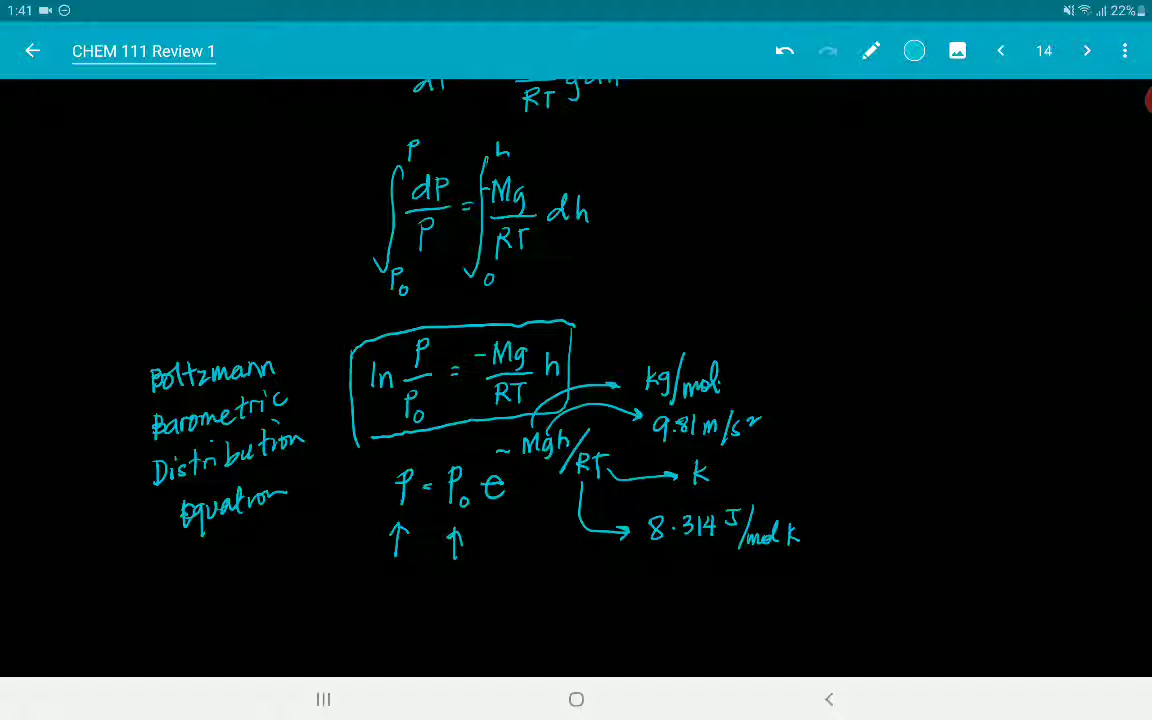 1:41 22%
CHEM 111 Review 1 14
RT
P h
dP/P = -Mg/RT dh
P₀ 0
ln P/P₀ = -Mg/RT h
Boltzmann
Barometric
Distribution
equation
P = P₀ e -Mgh/RT
kg/mol
9.81 m/s²
K
8.314 J/mol K